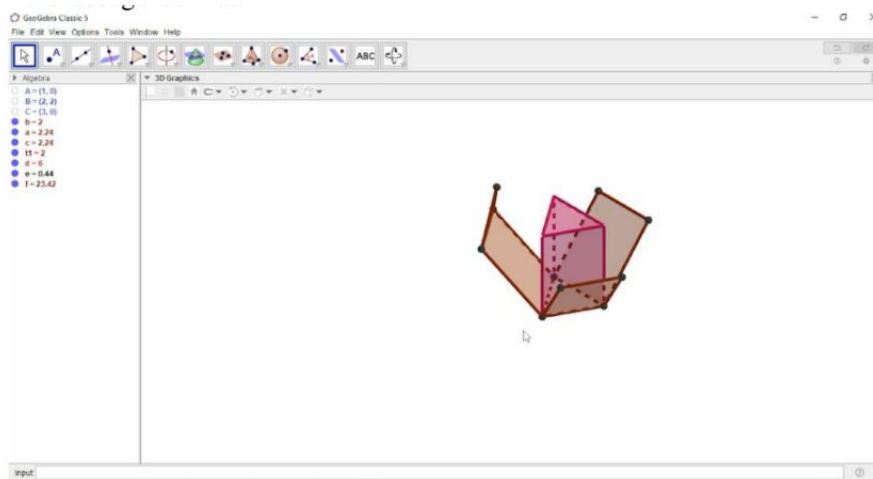 GeoGebra Classic 5
File Edit View Options Tools Window Help
ABC
Algebra
3D Graphics
A = (1, 0)
B = (2, 2)
C = (3, 0)
b = 2
a = 2.24
c = 2.24
t1 = 2
d = 6
e = 0.44
f = 23.42
Input: